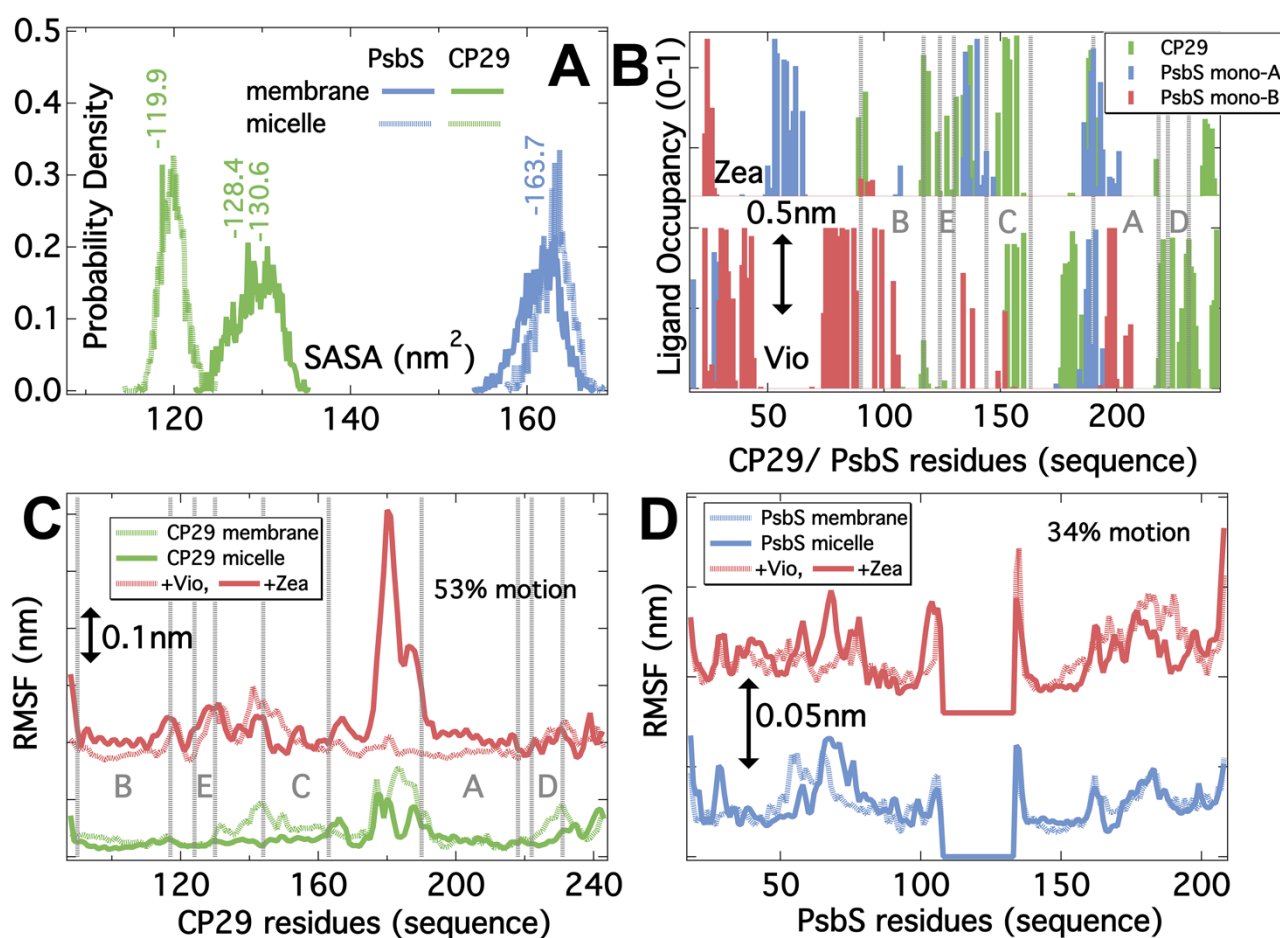 A
0.5
0.4
0.3
0.2
0.1
0.0
Probability Density
PsbS CP29
membrane
micelle
-119.9
-128.4
-130.6
-163.7
SASA (nm2)
120 140 160
B
Ligand Occupancy (0-1)
CP29
PsbS mono-A
PsbS mono-B
Zea
0.5nm
Vio
B E C A D
50 100 150 200
CP29/ PsbS residues (sequence)
C
RMSF (nm)
CP29 membrane
CP29 micelle
+Vio, +Zea
53% motion
0.1nm
B E C A D
120 160 200 240
CP29 residues (sequence)
D
RMSF (nm)
PsbS membrane
PsbS micelle
+Vio, +Zea
34% motion
0.05nm
50 100 150 200
PsbS residues (sequence)